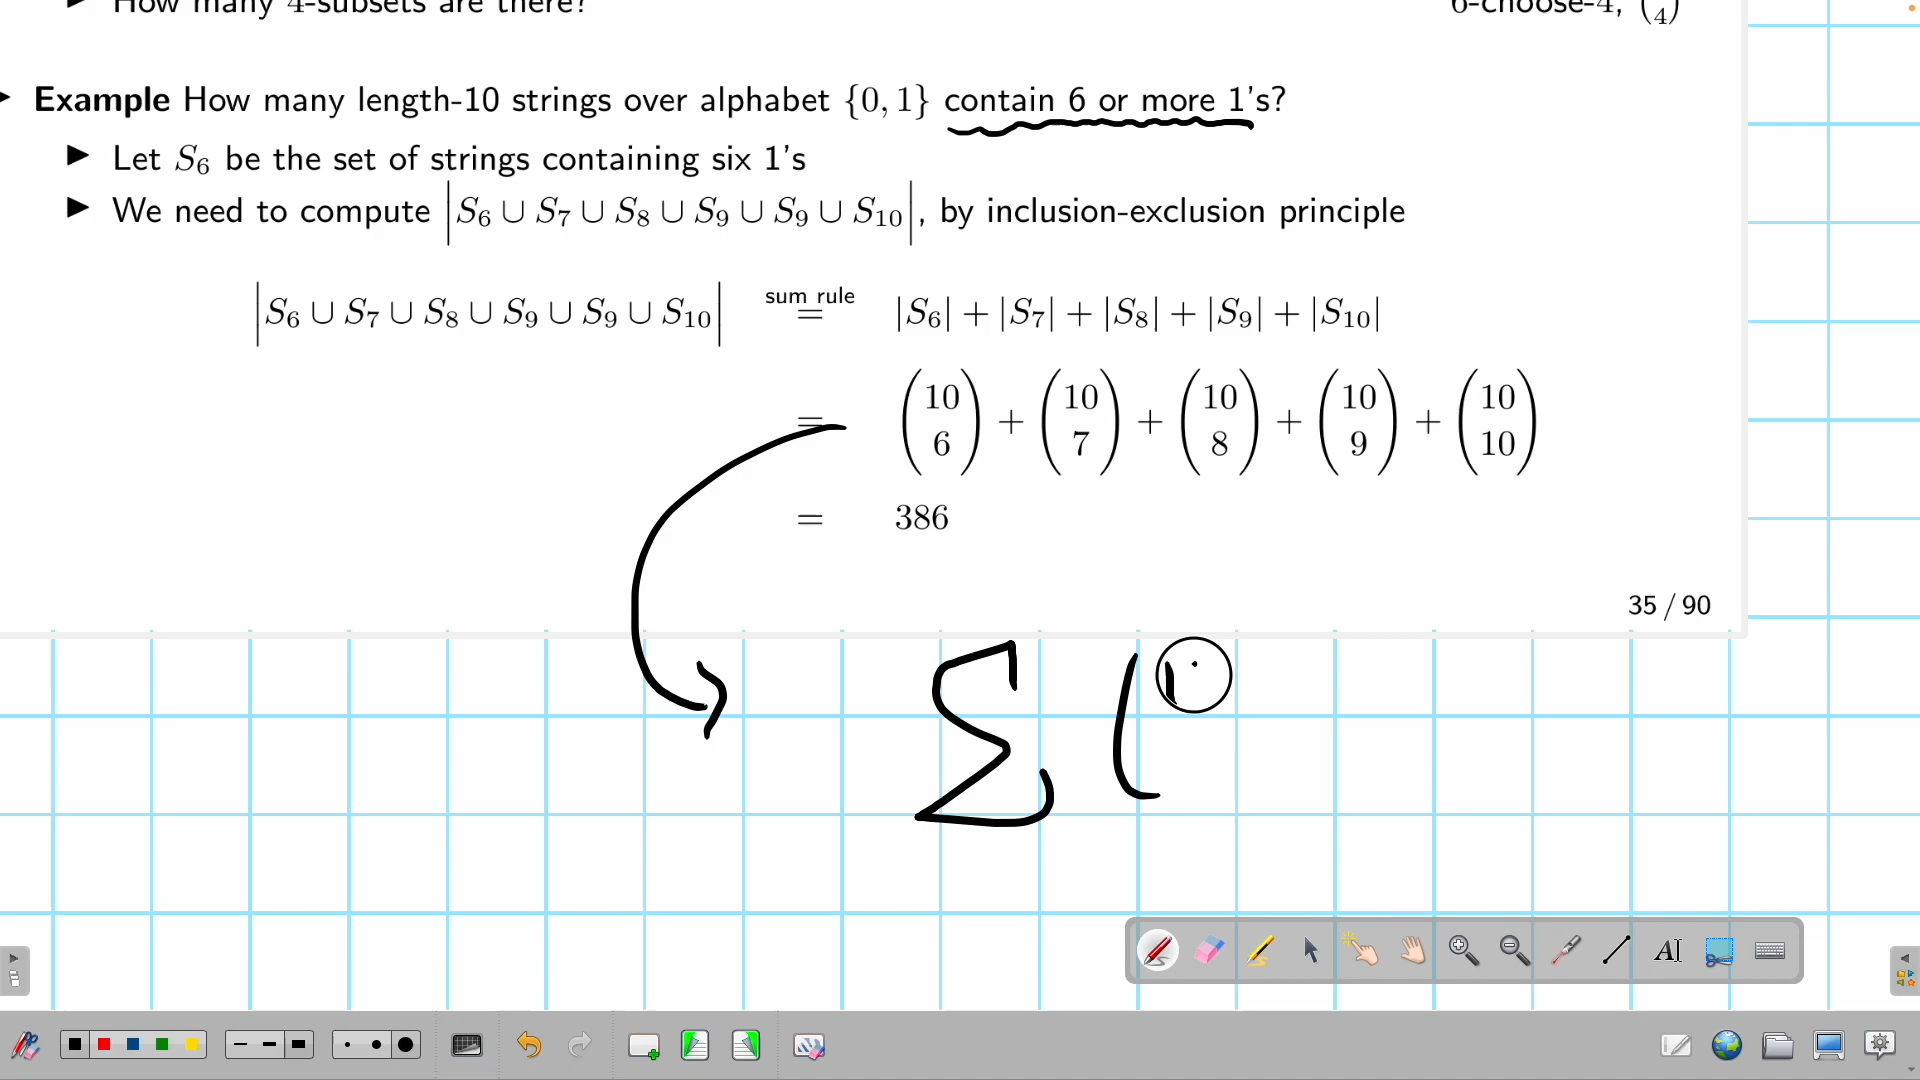 How many 4-subsets are there? 6-choose-4, (4)
▶ Example How many length-10 strings over alphabet {0, 1} contain 6 or more 1's?
▶ Let S₆ be the set of strings containing six 1's
▶ We need to compute |S₆ ∪ S₇ ∪ S₈ ∪ S₉ ∪ S₉ ∪ S₁₀|, by inclusion-exclusion principle
|S₆ ∪ S₇ ∪ S₈ ∪ S₉ ∪ S₉ ∪ S₁₀| sum rule = |S₆| + |S₇| + |S₈| + |S₉| + |S₁₀|
= (10 6) + (10 7) + (10 8) + (10 9) + (10 10)
= 386
35 / 90
Σ (1
AI